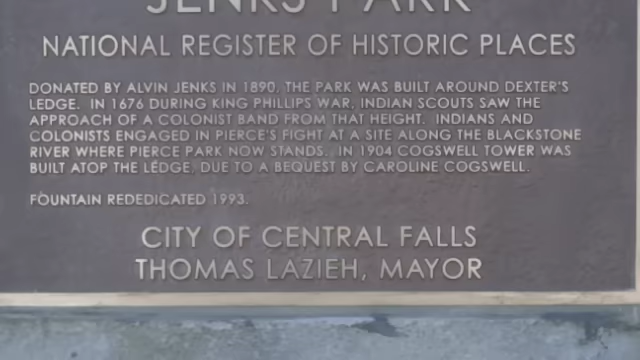 JENKS PARK
NATIONAL REGISTER OF HISTORIC PLACES
DONATED BY ALVIN JENKS IN 1890, THE PARK WAS BUILT AROUND DEXTER'S
LEDGE. IN 1676 DURING KING PHILLIPS WAR, INDIAN SCOUTS SAW THE
APPROACH OF A COLONIST BAND FROM THAT HEIGHT. INDIANS AND
COLONISTS ENGAGED IN PIERCE'S FIGHT AT A SITE ALONG THE BLACKSTONE
RIVER WHERE PIERCE PARK NOW STANDS. IN 1904 COGSWELL TOWER WAS
BUILT ATOP THE LEDGE, DUE TO A BEQUEST BY CAROLINE COGSWELL.
FOUNTAIN REDEDICATED 1993.
CITY OF CENTRAL FALLS
THOMAS LAZIEH, MAYOR